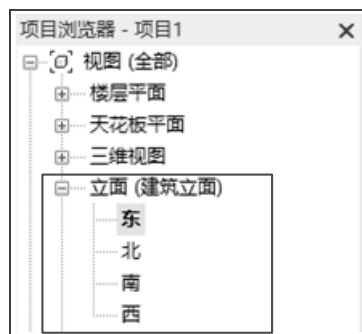 项目浏览器 - 项目1
视图 (全部)
楼层平面
天花板平面
三维视图
立面 (建筑立面)
东
北
南
西